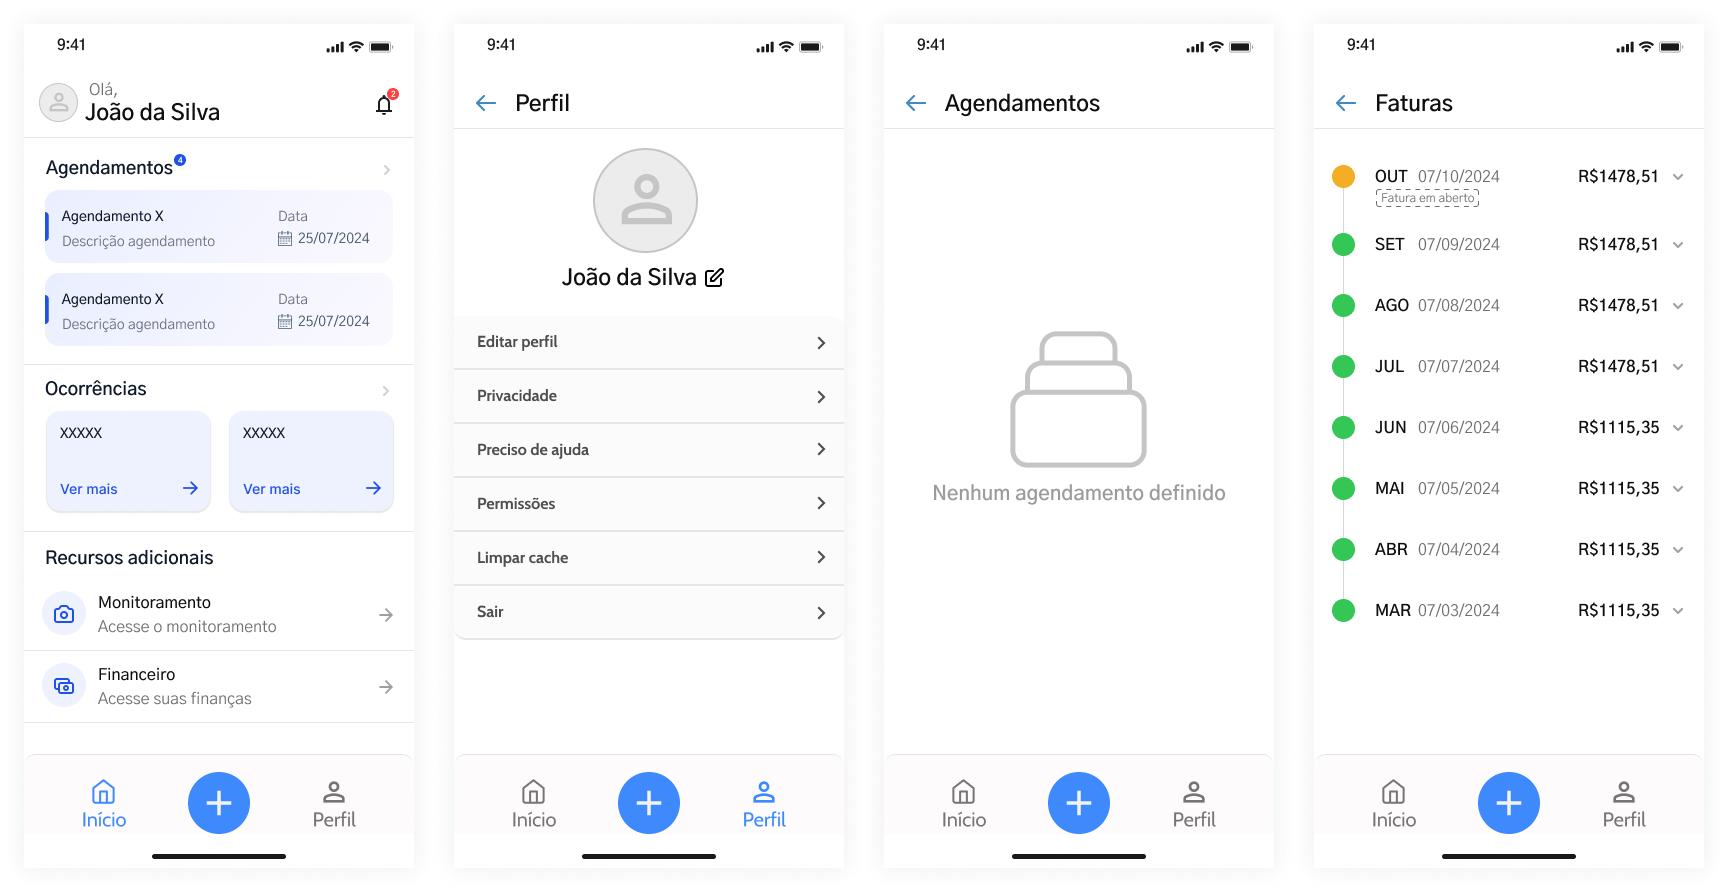 9:41
Olá,
João da Silva
2
Agendamentos 4
Agendamento X
Data
Descrição agendamento
25/07/2024
Agendamento X
Data
Descrição agendamento
25/07/2024
Ocorrências
XXXXX
Ver mais
XXXXX
Ver mais
Recursos adicionais
Monitoramento
Acesse o monitoramento
Financeiro
Acesse suas finanças
Início
Perfil
9:41
Perfil
João da Silva
Editar perfil
Privacidade
Preciso de ajuda
Permissões
Limpar cache
Sair
Início
Perfil
9:41
Agendamentos
Nenhum agendamento definido
Início
Perfil
9:41
Faturas
OUT 07/10/2024 R$1478,51
Fatura em aberto
SET 07/09/2024 R$1478,51
AGO 07/08/2024 R$1478,51
JUL 07/07/2024 R$1478,51
JUN 07/06/2024 R$1115,35
MAI 07/05/2024 R$1115,35
ABR 07/04/2024 R$1115,35
MAR 07/03/2024 R$1115,35
Início
Perfil